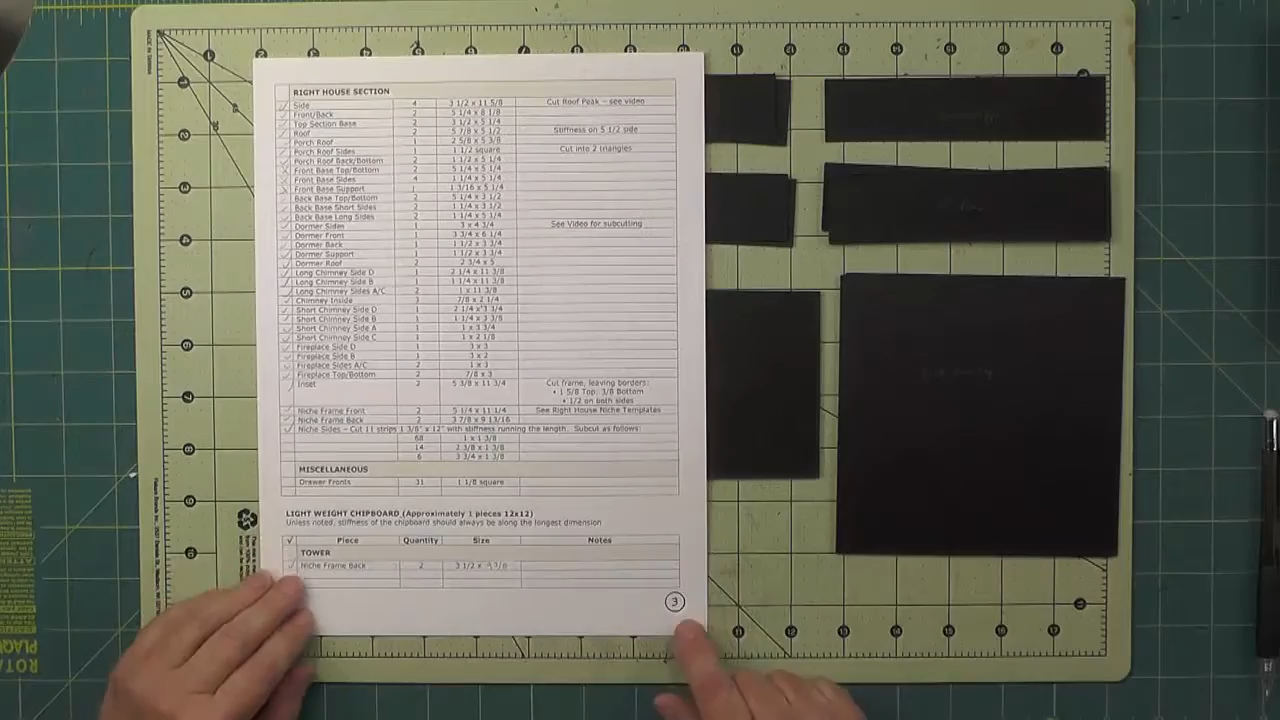 RIGHT HOUSE SECTION
Side 4 3 1/2 x 11 5/8 Cut Roof Peak – see video
Front/Back 2 5 1/4 x 8 1/8
Top Section Base 2 3 1/2 x 5 1/4
Roof 2 5 7/8 x 5 1/2 Stiffness on 5 1/2 side
Porch Roof 1 2 5/8 x 5 3/8
Porch Roof Sides 1 1 1/2 square Cut into 2 triangles
Porch Roof Back/Bottom 2 1 1/2 x 5 1/4
Front Base Top/Bottom 2 5 1/4 x 5 1/4
Front Base Sides 4 1 1/4 x 5 1/4
Front Base Support 1 1 3/16 x 5 1/4
Back Base Top/Bottom 2 5 1/4 x 3 1/2
Back Base Short Sides 2 1 1/4 x 3 1/2
Back Base Long Sides 2 1 1/4 x 5 1/4
Dormer Sides 1 3 x 4 3/4 See Video for subcutting
Dormer Front 1 3 3/4 x 6 1/4
Dormer Back 1 1 1/2 x 3 3/4
Dormer Support 1 1 1/2 x 3 3/4
Dormer Roof 2 2 3/4 x 5
Long Chimney Side D 1 2 1/4 x 11 3/8
Long Chimney Side B 1 1 1/4 x 11 3/8
Long Chimney Sides A/C 2 1 x 11 3/8
Chimney Inside 3 7/8 x 2 1/4
Short Chimney Side D 1 2 1/4 x 3 1/4
Short Chimney Side B 1 1 1/4 x 3 3/8
Short Chimney Side A 1 1 x 3 1/4
Short Chimney Side C 1 1 x 2 1/8
Fireplace Side D 1 3 x 3
Fireplace Side B 1 3 x 2
Fireplace Sides A/C 2 1 x 3
Fireplace Top/Bottom 2 7/8 x 3
Inset 2 5 3/8 x 11 3/4 Cut frame, leaving borders:
• 1 5/8 Top, 3/8 Bottom
• 1/2 on both sides
Niche Frame Front 2 5 1/4 x 11 1/4 See Right House Niche Templates
Niche Frame Back 2 3 7/8 x 9 13/16
Niche Sides – Cut 11 strips 1 3/8" x 12" with stiffness running the length. Subcut as follows:
68 1 x 1 3/8
14 2 3/8 x 1 3/8
6 3 3/4 x 1 3/8
MISCELLANEOUS
Drawer Fronts 31 1 1/8 square
LIGHT WEIGHT CHIPBOARD (Approximately 1 pieces 12x12)
Unless noted, stiffness of the chipboard should always be along the longest dimension
√ Piece Quantity Size Notes
TOWER
Niche Frame Back 2 3 1/2 x 3/8
3